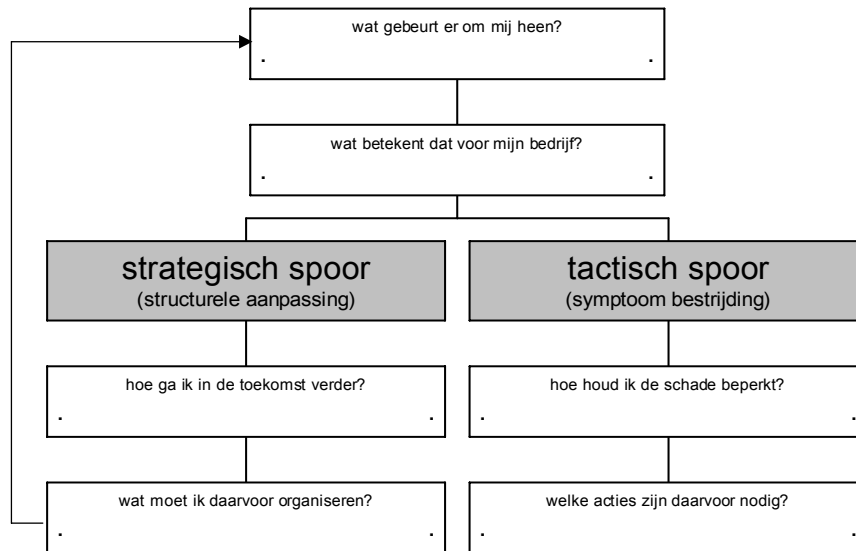 wat gebeurt er om mij heen?
. .
wat betekent dat voor mijn bedrijf?
. .
strategisch spoor
(structurele aanpassing)
tactisch spoor
(symptoom bestrijding)
hoe ga ik in de toekomst verder?
. .
hoe houd ik de schade beperkt?
. .
wat moet ik daarvoor organiseren?
. .
welke acties zijn daarvoor nodig?
. .